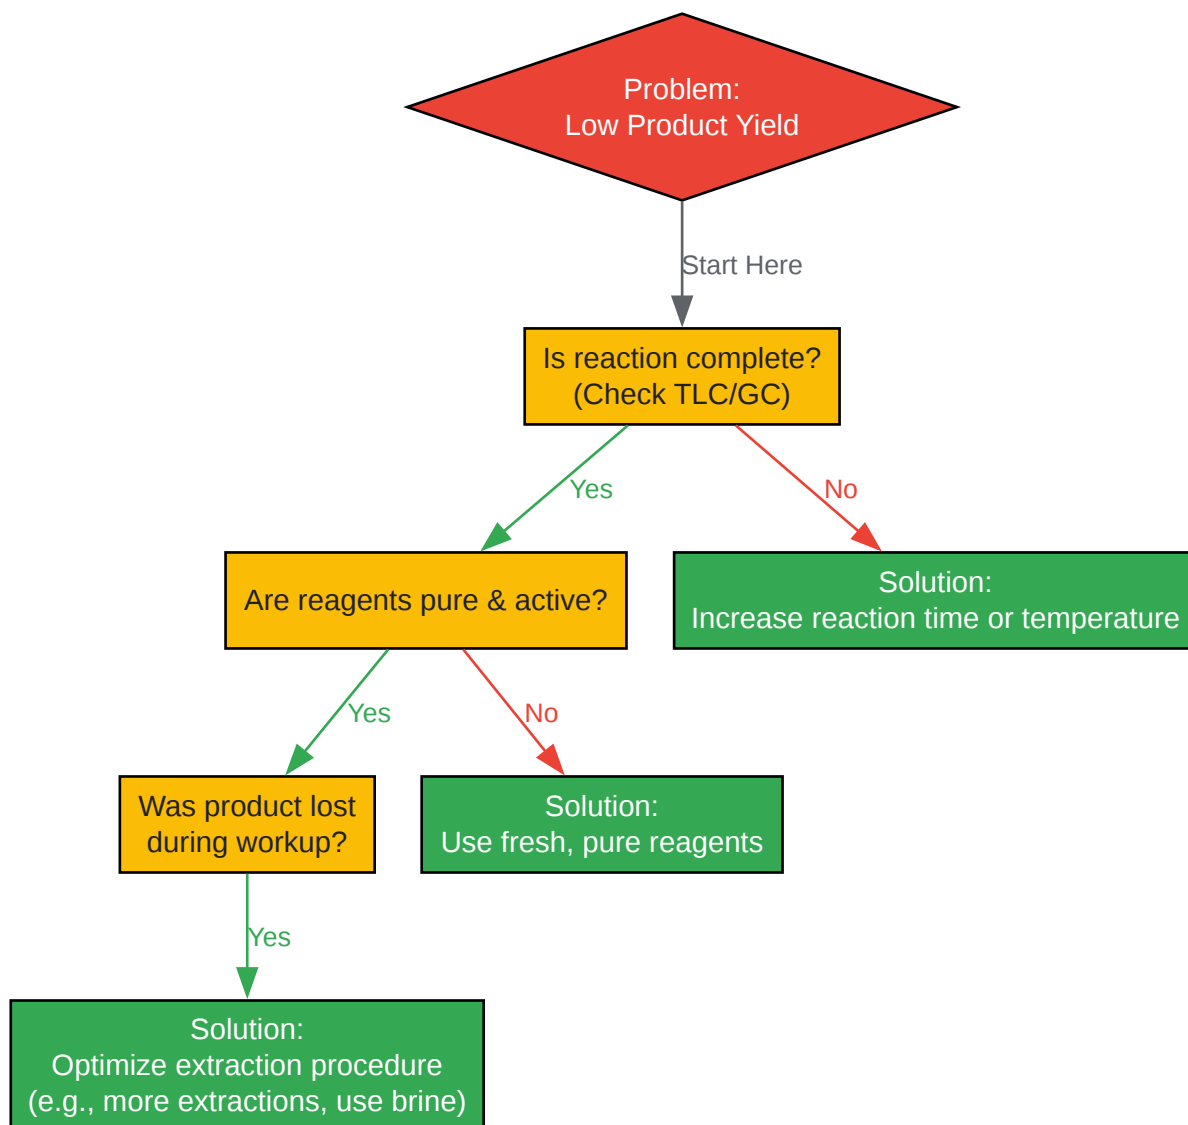 Problem:
Low Product Yield
Start Here
Is reaction complete?
(Check TLC/GC)
Yes
No
Are reagents pure & active?
Solution:
Increase reaction time or temperature
Yes
No
Was product lost
during workup?
Solution:
Use fresh, pure reagents
Yes
Solution:
Optimize extraction procedure
(e.g., more extractions, use brine)